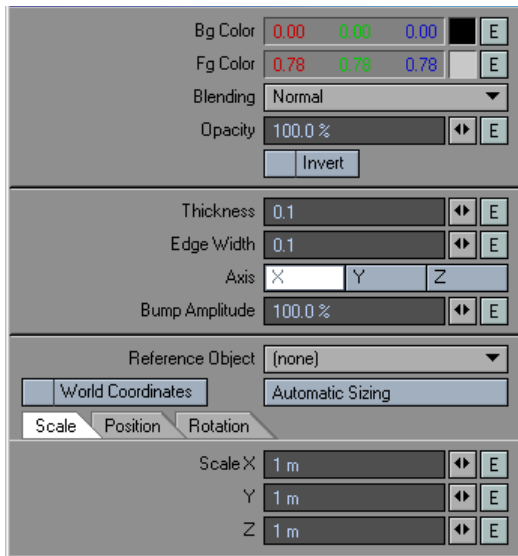 Bg Color 0.00 0.00 0.00 E
Fg Color 0.78 0.78 0.78 E
Blending Normal
Opacity 100.0 % E
Invert
Thickness 0.1 E
Edge Width 0.1 E
Axis X Y Z
Bump Amplitude 100.0 % E
Reference Object (none)
World Coordinates Automatic Sizing
Scale Position Rotation
Scale X 1 m E
Y 1 m E
Z 1 m E